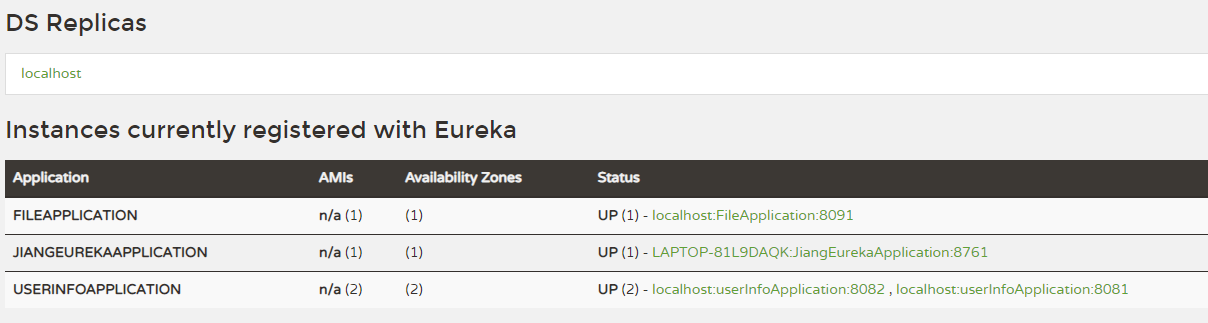 DS Replicas
localhost
Instances currently registered with Eureka
Application AMIs Availability Zones Status
FILEAPPLICATION n/a (1) (1) UP (1) - localhost:FileApplication:8091
JIANGEUREKAAPPLICATION n/a (1) (1) UP (1) - LAPTOP-81L9DAQK:JiangEurekaApplication:8761
USERINFOAPPLICATION n/a (2) (2) UP (2) - localhost:userInfoApplication:8082 , localhost:userInfoApplication:8081